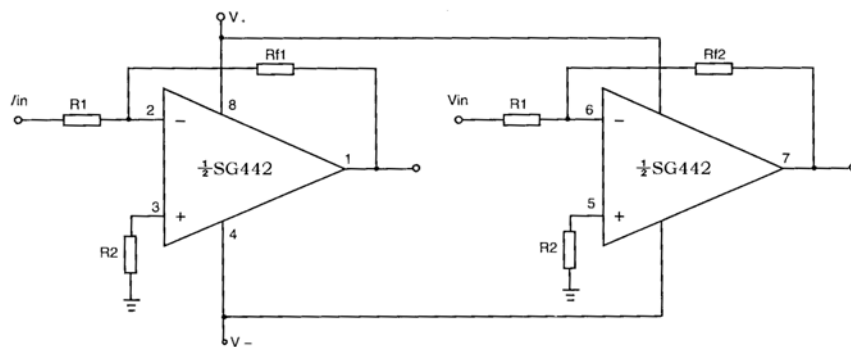 V.
Rf1
/in
R1
2
−
8
½SG442
1
3
+
4
R2
V−
Vin
R1
Rf2
6
−
½SG442
7
5
+
R2